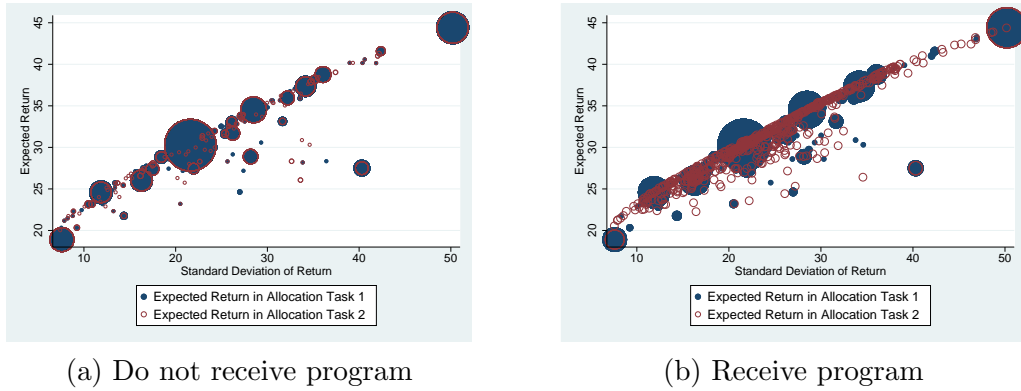 45
40
35
30
25
20
Expected Return
10 20 30 40 50
Standard Deviation of Return
Expected Return in Allocation Task 1
Expected Return in Allocation Task 2
(a) Do not receive program
45
40
35
30
25
20
Expected Return
10 20 30 40 50
Standard Deviation of Return
Expected Return in Allocation Task 1
Expected Return in Allocation Task 2
(b) Receive program